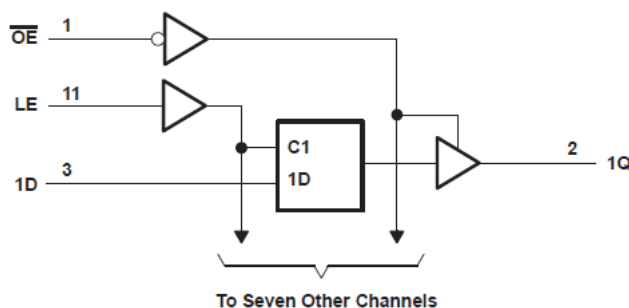 OE 1
LE 11
C1
1D 3
1D
2 1Q
To Seven Other Channels